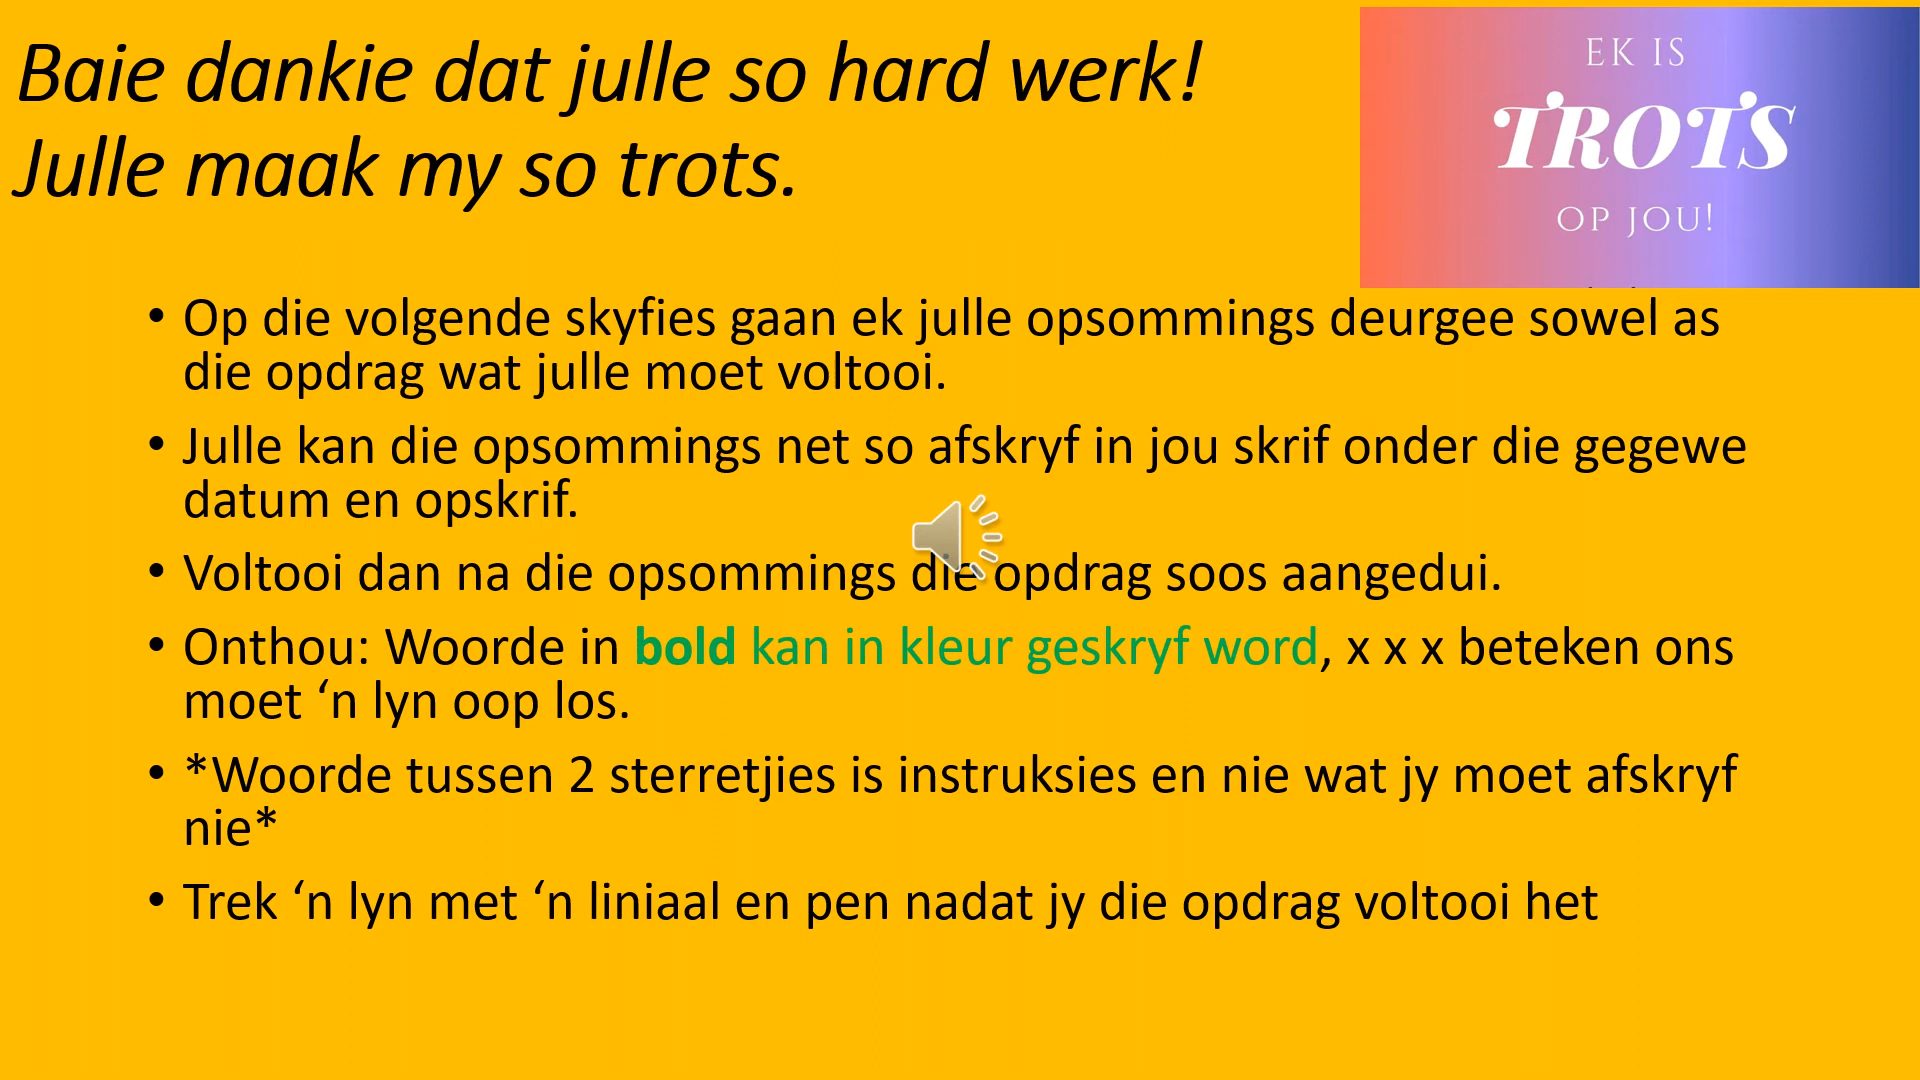 Baie dankie dat julle so hard werk!
Julle maak my so trots.
EK IS
TROTS
OP JOU!
• Op die volgende skyfies gaan ek julle opsommings deurgee sowel as
die opdrag wat julle moet voltooi.
• Julle kan die opsommings net so afskryf in jou skrif onder die gegewe
datum en opskrif.
• Voltooi dan na die opsommings die opdrag soos aangedui.
• Onthou: Woorde in bold kan in kleur geskryf word, x x x beteken ons
moet ‘n lyn oop los.
• *Woorde tussen 2 sterretjies is instruksies en nie wat jy moet afskryf
nie*
• Trek ‘n lyn met ‘n liniaal en pen nadat jy die opdrag voltooi het